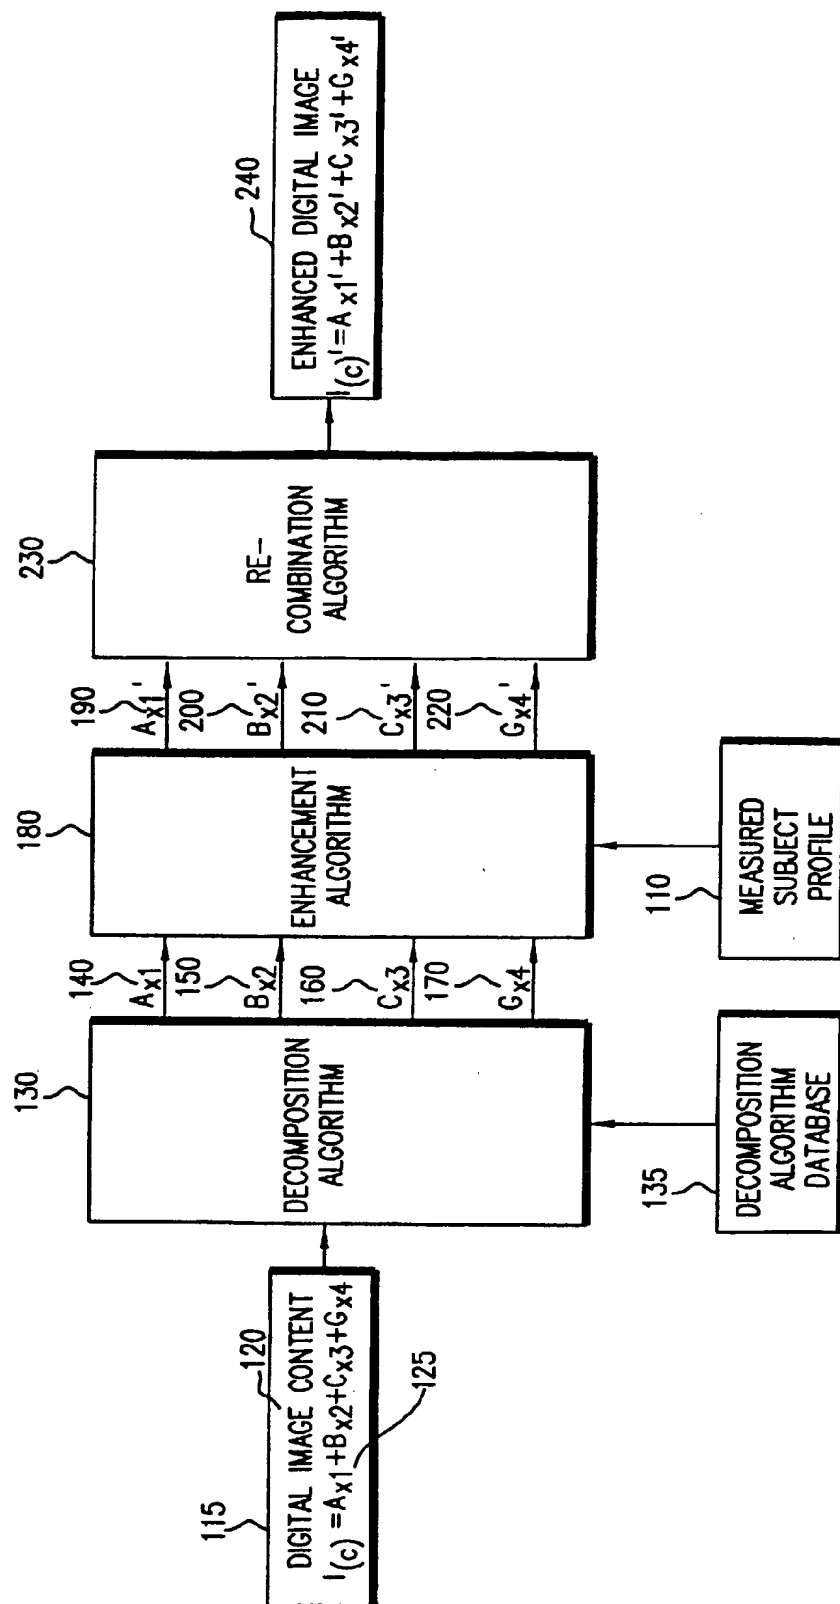 115
DIGITAL IMAGE CONTENT
120
I(c) =Ax1+Bx2+Cx3+Gx4
125
130
DECOMPOSITION
ALGORITHM
135
DECOMPOSITION
ALGORITHM
DATABASE
140
Ax1
150
Bx2
160
Cx3
170
Gx4
180
ENHANCEMENT
ALGORITHM
110
MEASURED
SUBJECT
PROFILE
190
Ax1'
200
Bx2'
210
Cx3'
220
Gx4'
230
RE-
COMBINATION
ALGORITHM
240
ENHANCED DIGITAL IMAGE
I(c)'=Ax1'+Bx2'+Cx3'+Gx4'